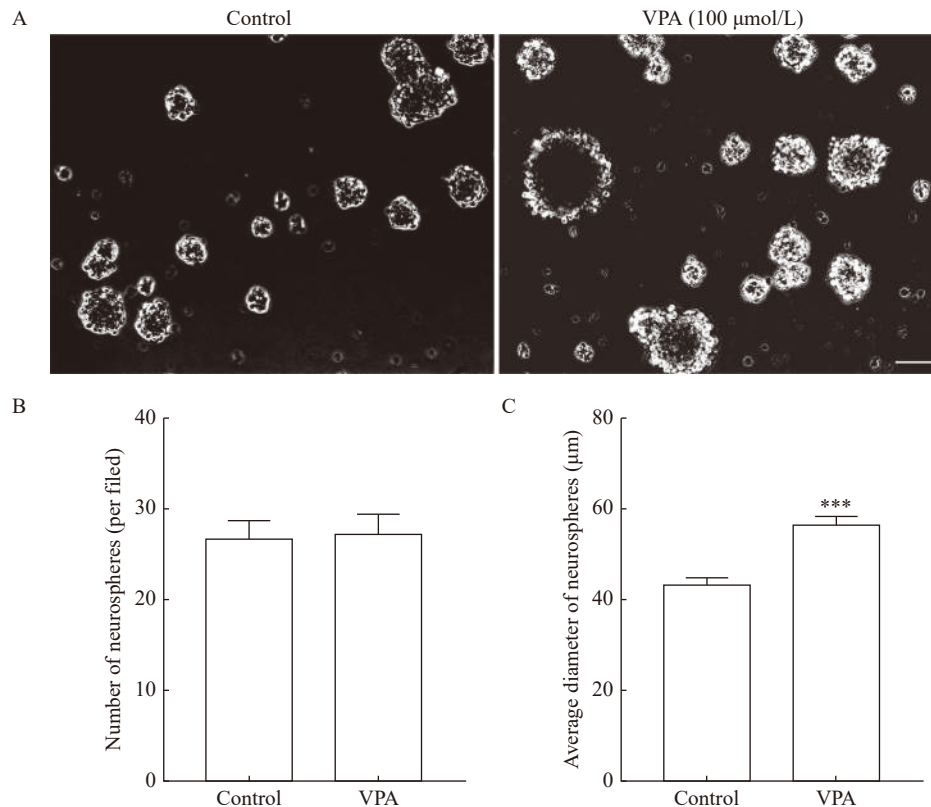 A
Control
VPA (100 μmol/L)
B
Number of neurospheres (per filed)
40
30
20
10
0
Control
VPA
C
Average diameter of neurospheres (μm)
80
60
40
20
0
***
Control
VPA